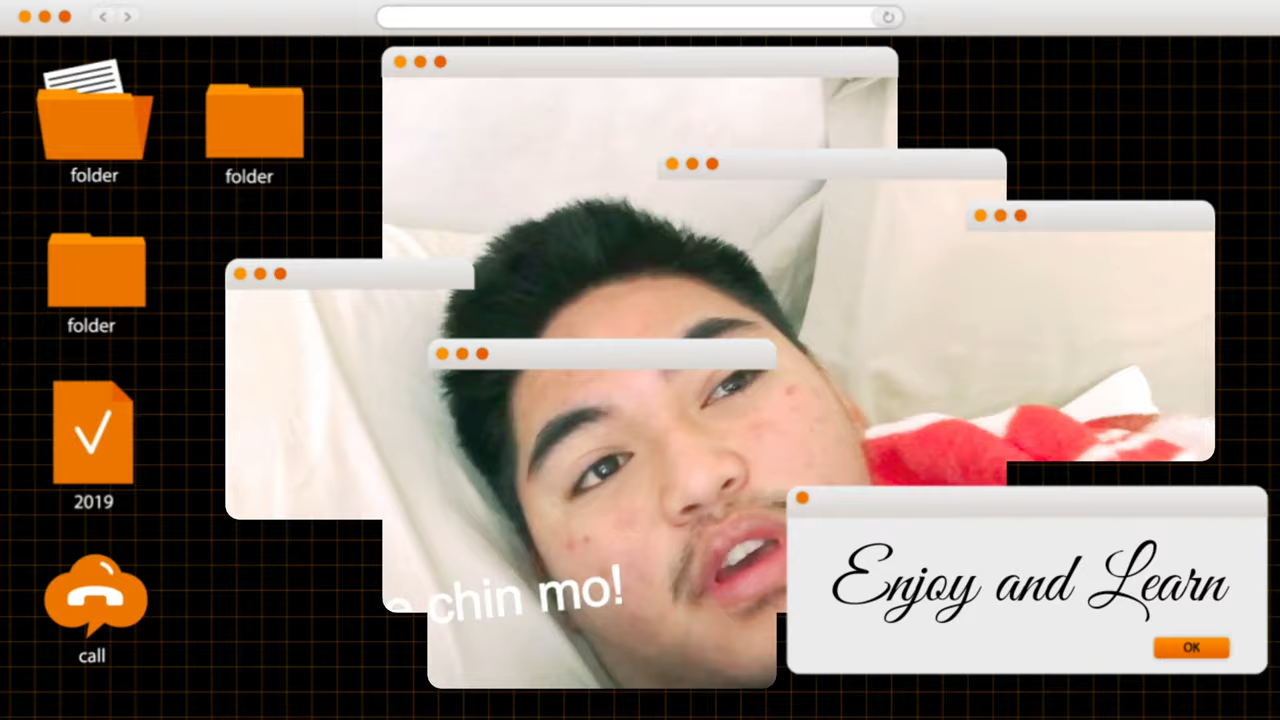 folder
folder
folder
2019
call
chin mo!
Enjoy and Learn
OK